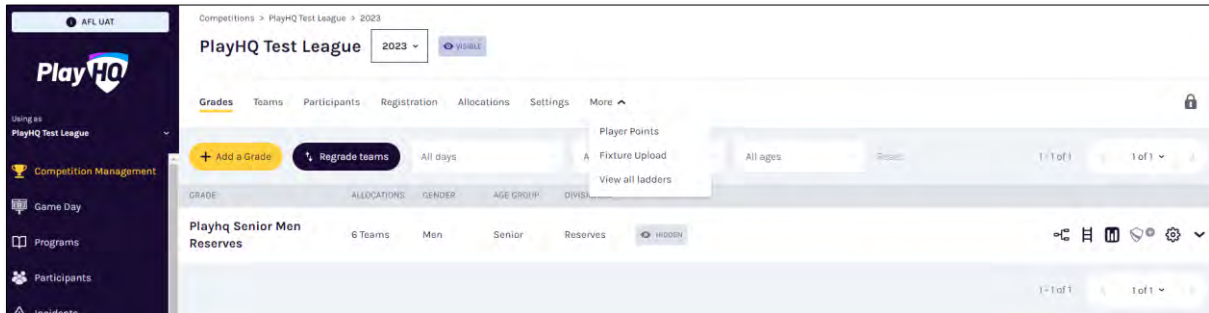 AFL UAT
PlayHQ
Using as
PlayHQ Test League
Competition Management
Game Day
Programs
Participants
Incidents
Competitions > PlayHQ Test League > 2023
PlayHQ Test League 2023 VISIBLE
Grades Teams Participants Registration Allocations Settings More
Player Points
Fixture Upload
View all ladders
+ Add a Grade Regrade teams All days A All ages Reset 1-1 of 1 1 of 1
GRADE ALLOCATIONS GENDER AGE GROUP
Playhq Senior Men
Reserves 6 Teams Men Senior Reserves HIDDEN
1-1 of 1 1 of 1